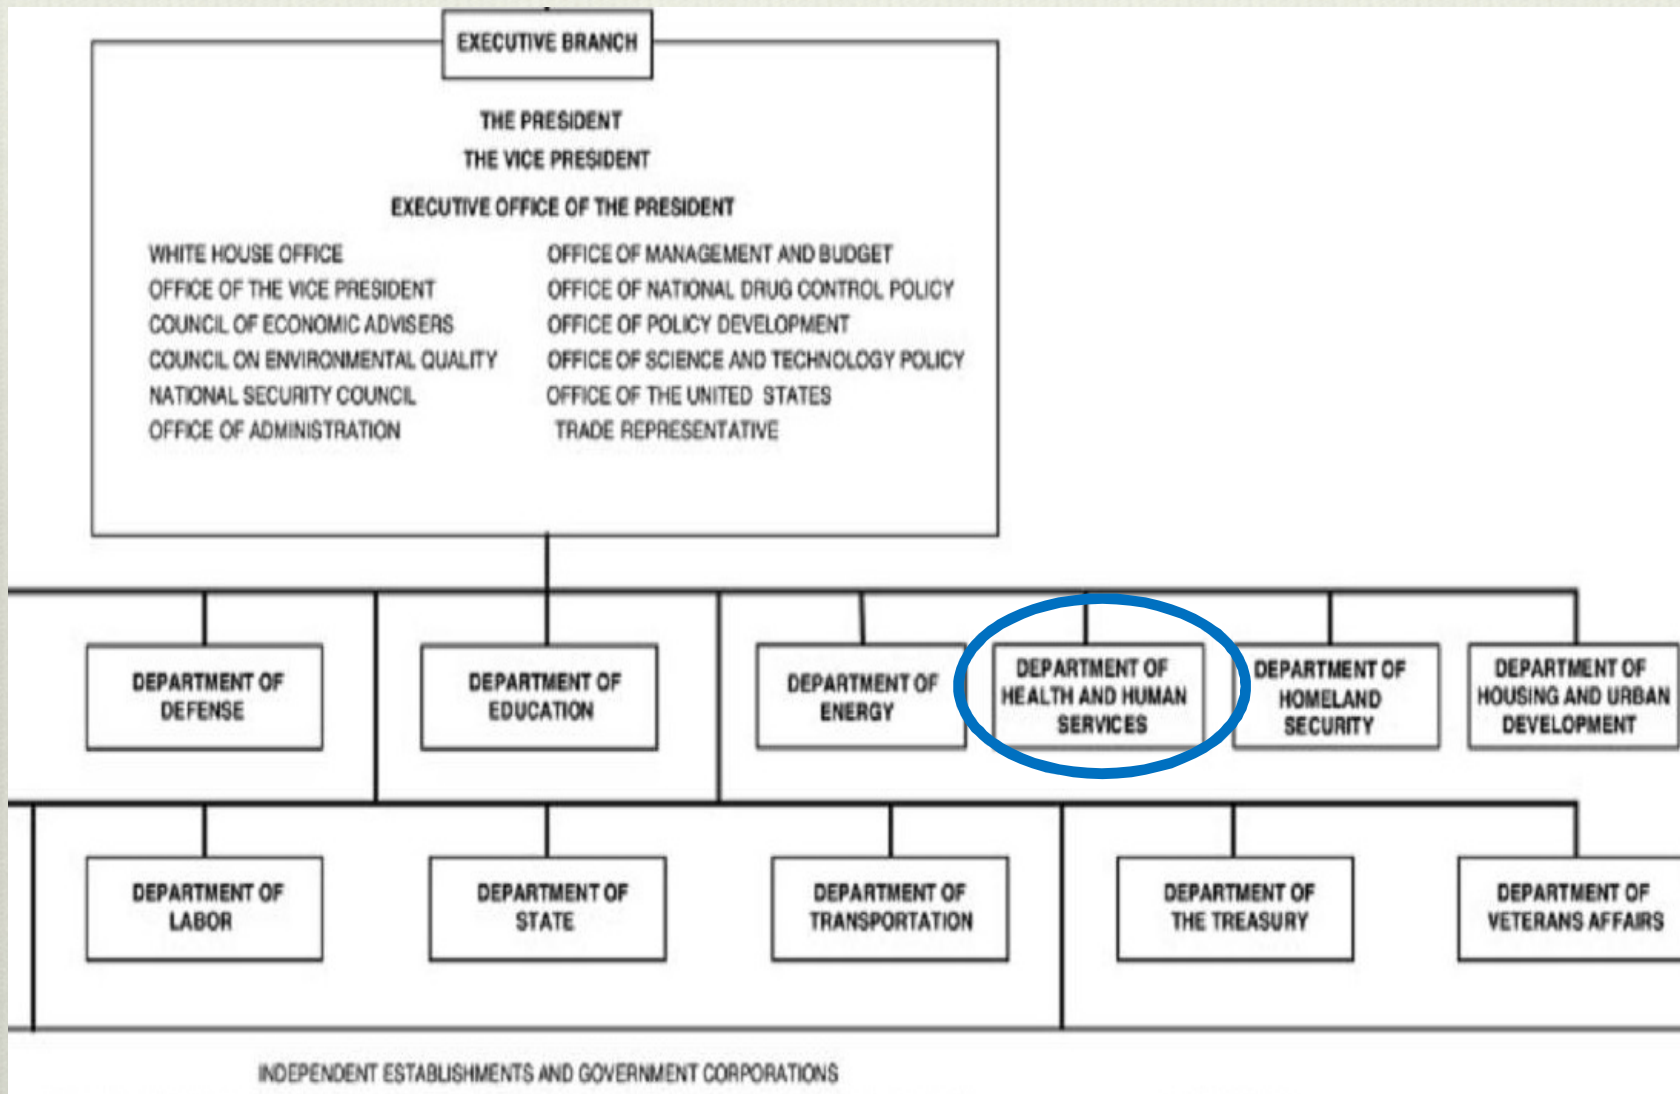 EXECUTIVE BRANCH
THE PRESIDENT
THE VICE PRESIDENT
EXECUTIVE OFFICE OF THE PRESIDENT
WHITE HOUSE OFFICE
OFFICE OF THE VICE PRESIDENT
COUNCIL OF ECONOMIC ADVISERS
COUNCIL ON ENVIRONMENTAL QUALITY
NATIONAL SECURITY COUNCIL
OFFICE OF ADMINISTRATION
OFFICE OF MANAGEMENT AND BUDGET
OFFICE OF NATIONAL DRUG CONTROL POLICY
OFFICE OF POLICY DEVELOPMENT
OFFICE OF SCIENCE AND TECHNOLOGY POLICY
OFFICE OF THE UNITED STATES
TRADE REPRESENTATIVE
DEPARTMENT OF
DEFENSE
DEPARTMENT OF
EDUCATION
DEPARTMENT OF
ENERGY
DEPARTMENT OF
HEALTH AND HUMAN
SERVICES
DEPARTMENT OF
HOMELAND
SECURITY
DEPARTMENT OF
HOUSING AND URBAN
DEVELOPMENT
DEPARTMENT OF
LABOR
DEPARTMENT OF
STATE
DEPARTMENT OF
TRANSPORTATION
DEPARTMENT OF
THE TREASURY
DEPARTMENT OF
VETERANS AFFAIRS
INDEPENDENT ESTABLISHMENTS AND GOVERNMENT CORPORATIONS